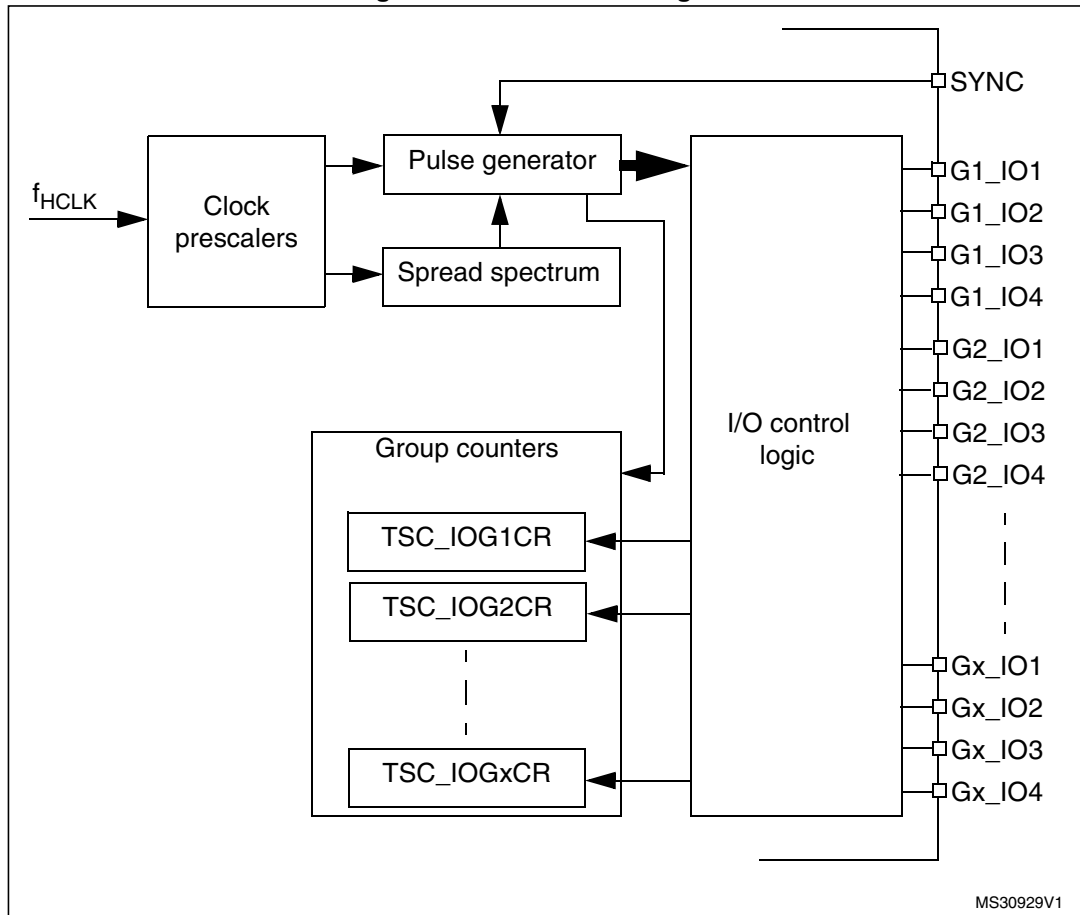 SYNC
Pulse generator
G1_IO1
fHCLK
Clock
prescalers
G1_IO2
G1_IO3
Spread spectrum
G1_IO4
G2_IO1
G2_IO2
I/O control
logic
G2_IO3
Group counters
G2_IO4
TSC_IOG1CR
TSC_IOG2CR
Gx_IO1
Gx_IO2
Gx_IO3
TSC_IOGxCR
Gx_IO4
MS30929V1